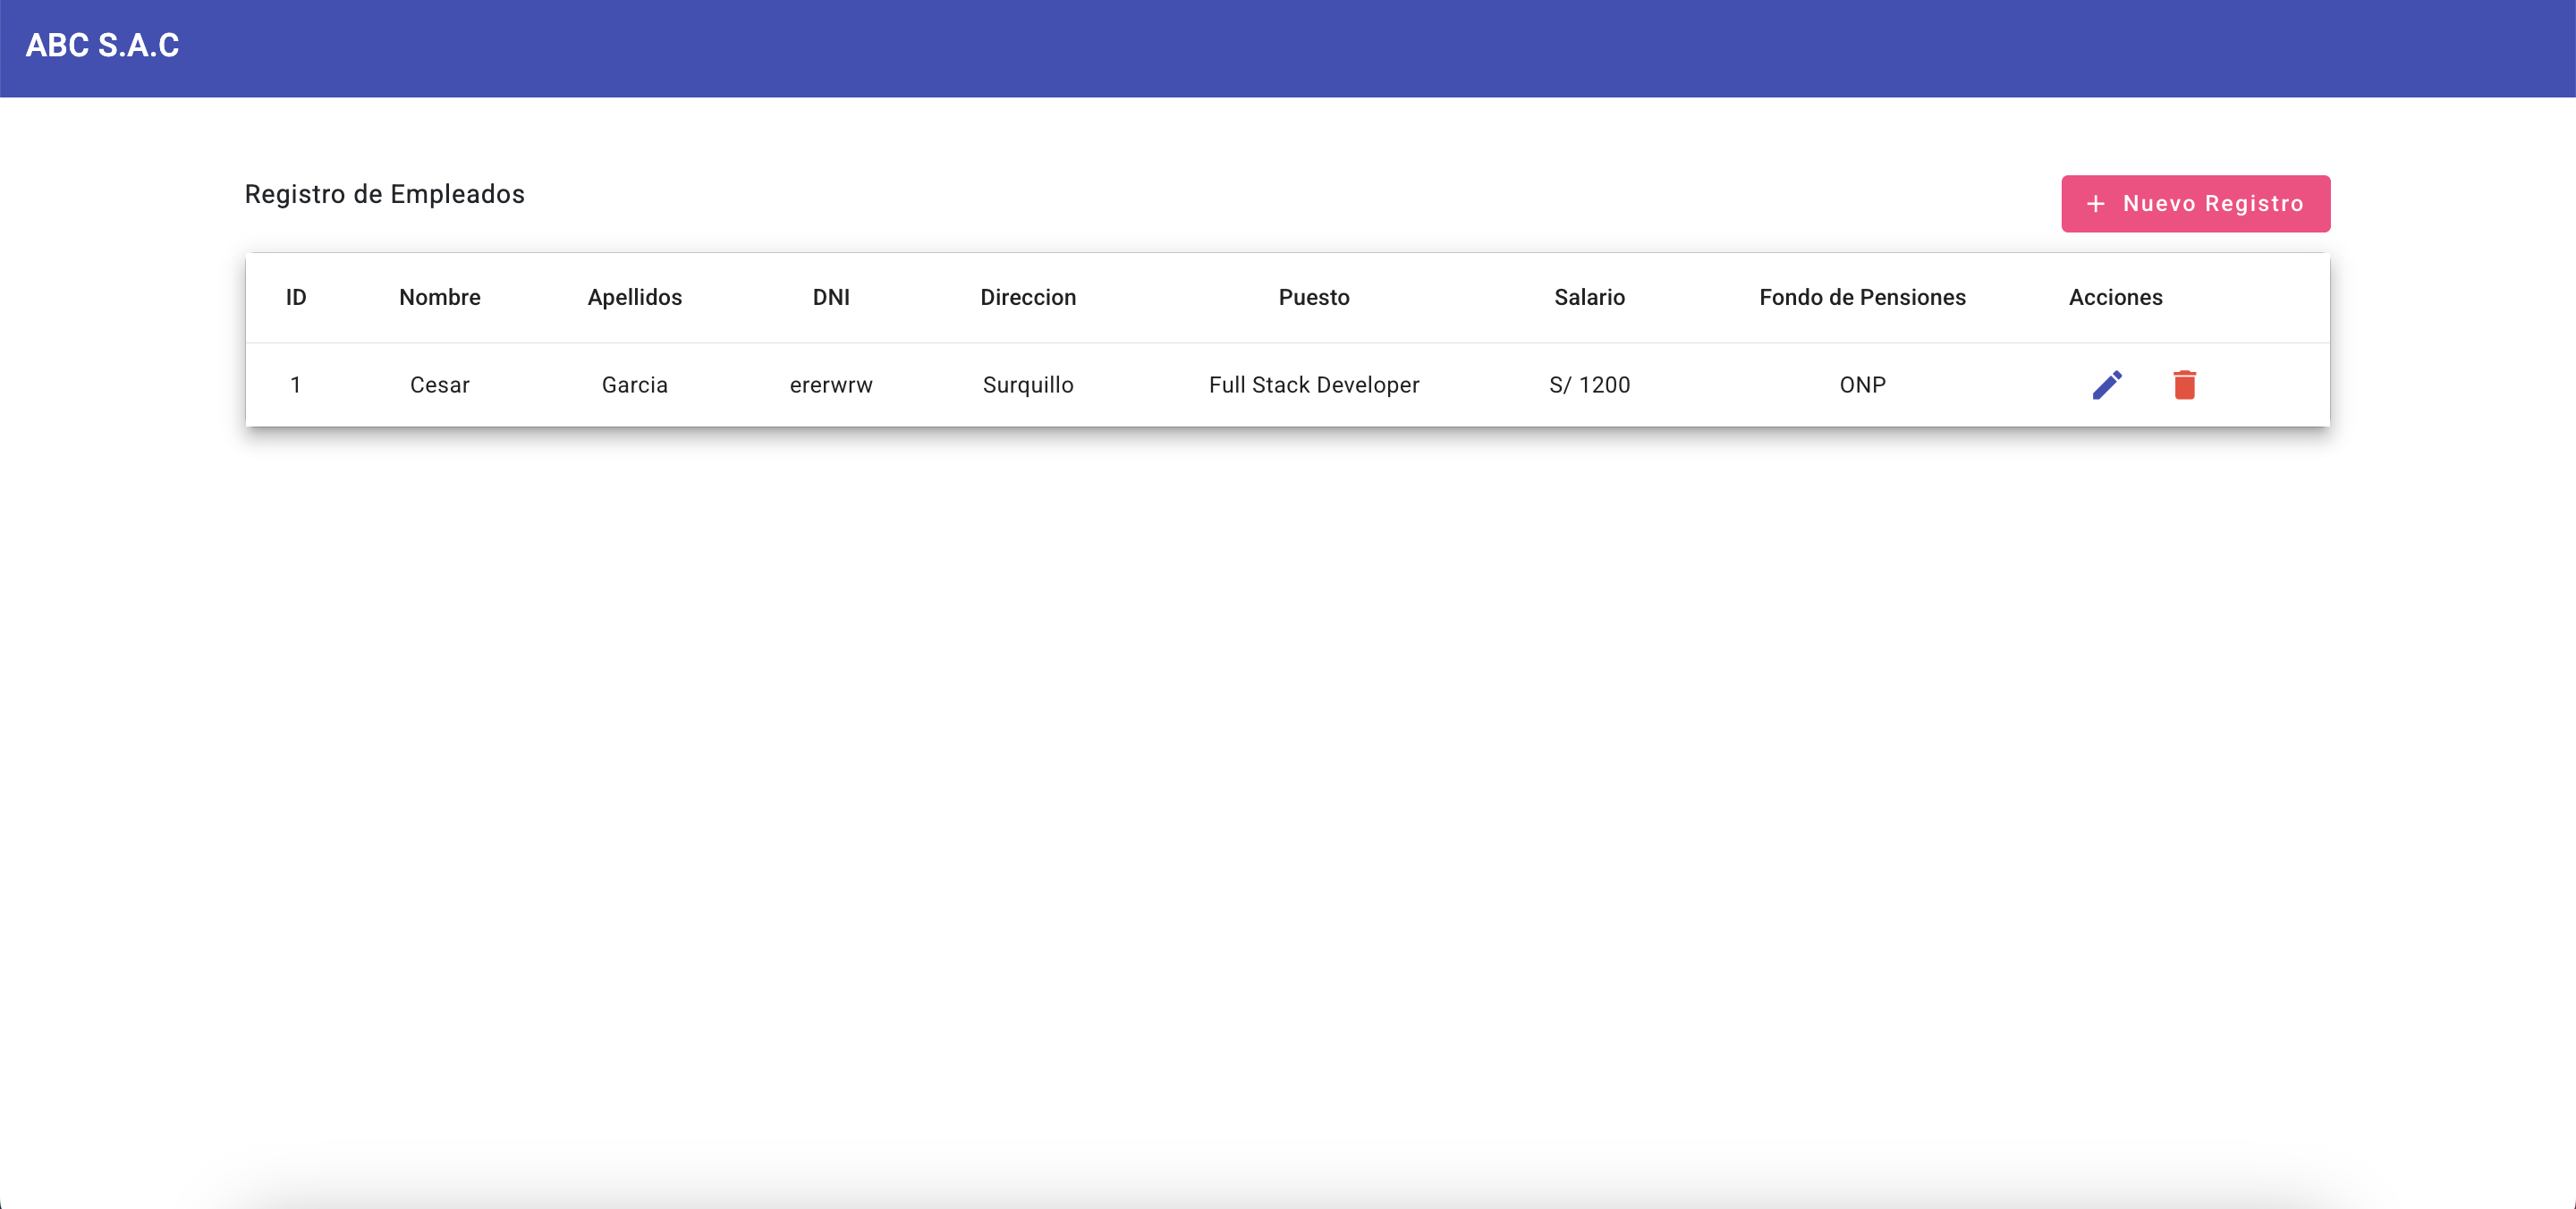 ABC S.A.C
Registro de Empleados
+ Nuevo Registro
ID Nombre Apellidos DNI Direccion Puesto Salario Fondo de Pensiones Acciones
1 Cesar Garcia ererwrw Surquillo Full Stack Developer S/ 1200 ONP